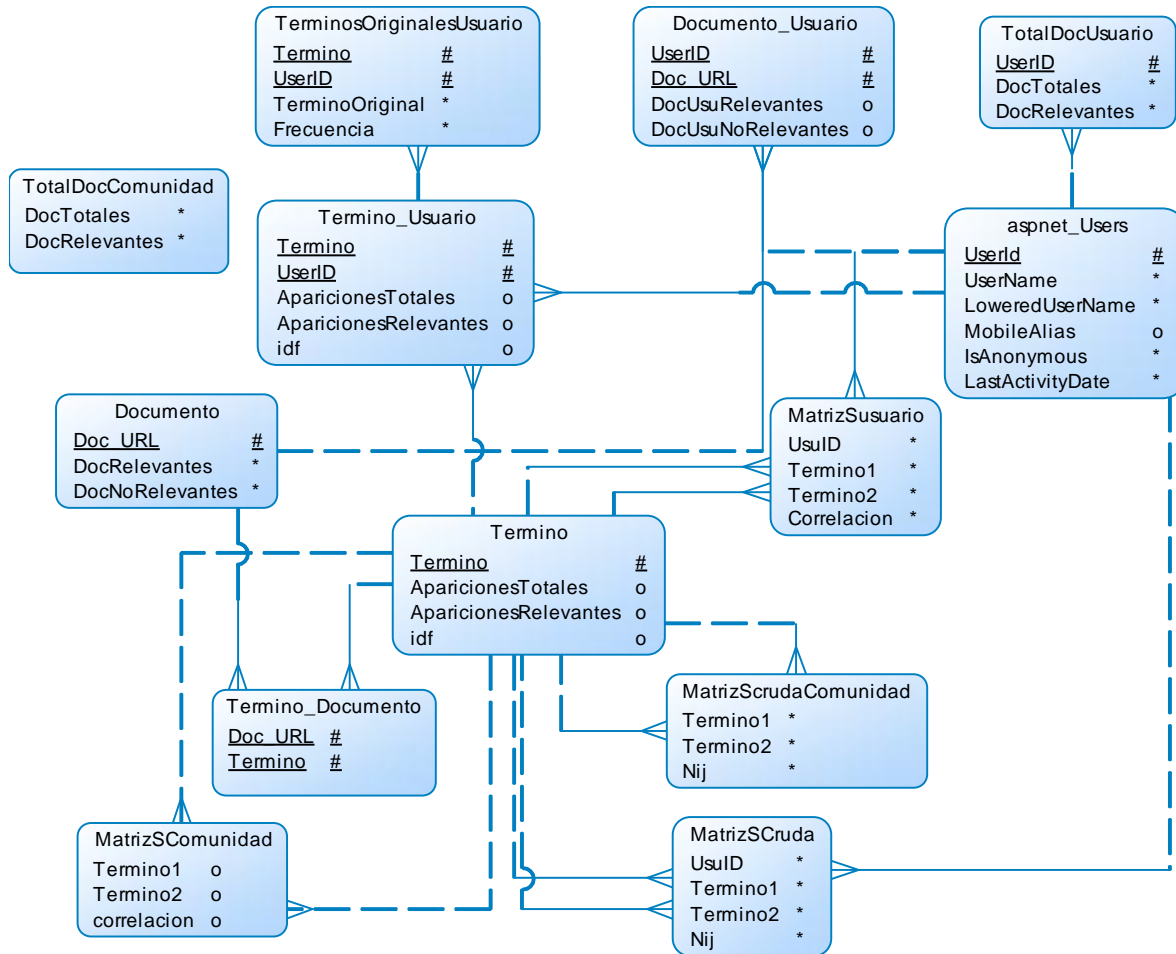 TerminosOriginalesUsuario
Termino #
UserID #
TerminoOriginal *
Frecuencia *
Documento_Usuario
UserID #
Doc_URL #
DocUsuRelevantes o
DocUsuNoRelevantes o
TotalDocUsuario
UserID #
DocTotales *
DocRelevantes *
TotalDocComunidad
DocTotales *
DocRelevantes *
Termino_Usuario
Termino #
UserID #
AparicionesTotales o
AparicionesRelevantes o
idf o
aspnet_Users
UserId #
UserName *
LoweredUserName *
MobileAlias o
IsAnonymous *
LastActivityDate *
Documento
Doc_URL #
DocRelevantes *
DocNoRelevantes *
MatrizSusuario
UsuID *
Termino1 *
Termino2 *
Correlacion *
Termino
Termino #
AparicionesTotales o
AparicionesRelevantes o
idf o
Termino_Documento
Doc_URL #
Termino #
MatrizScrudaComunidad
Termino1 *
Termino2 *
Nij *
MatrizSComunidad
Termino1 o
Termino2 o
correlacion o
MatrizSCruda
UsuID *
Termino1 *
Termino2 *
Nij *